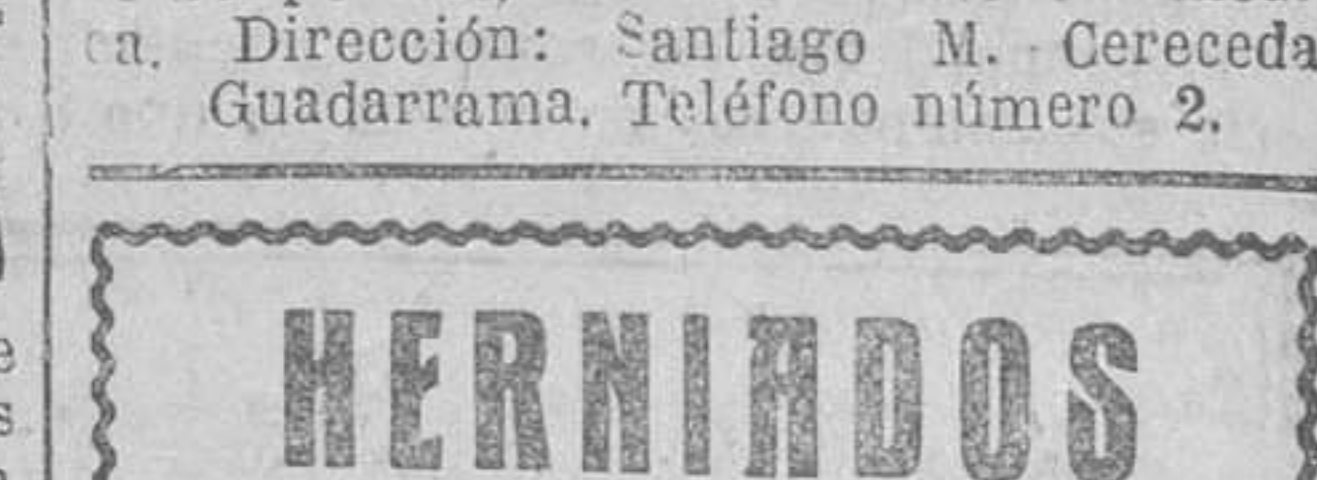 ca. Dirección: Santiago M. Cereceda
Guadarrama. Teléfono número 2.
HERNIADOS